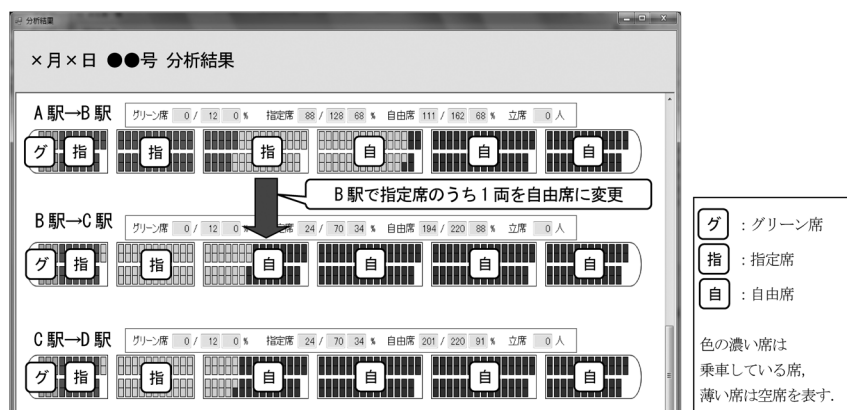 分析結果
×月×日 ●●号 分析結果
A駅→B駅 グリーン席 0 / 12 0 % 指定席 88 / 128 68 % 自由席 111 / 162 68 % 立席 0 人
グ 指 指 指 自 自 自
B駅で指定席のうち1両を自由席に変更
B駅→C駅 グリーン席 0 / 12 0 % 席 24 / 70 34 % 自由席 194 / 220 88 % 立席 0 人
グ 指 指 自 自 自 自
C駅→D駅 グリーン席 0 / 12 0 % 指定席 24 / 70 34 % 自由席 201 / 220 91 % 立席 0 人
グ 指 指 自 自 自 自
グ :グリーン席
指 :指定席
自 :自由席
色の濃い席は
乗車している席,
薄い席は空席を表す.